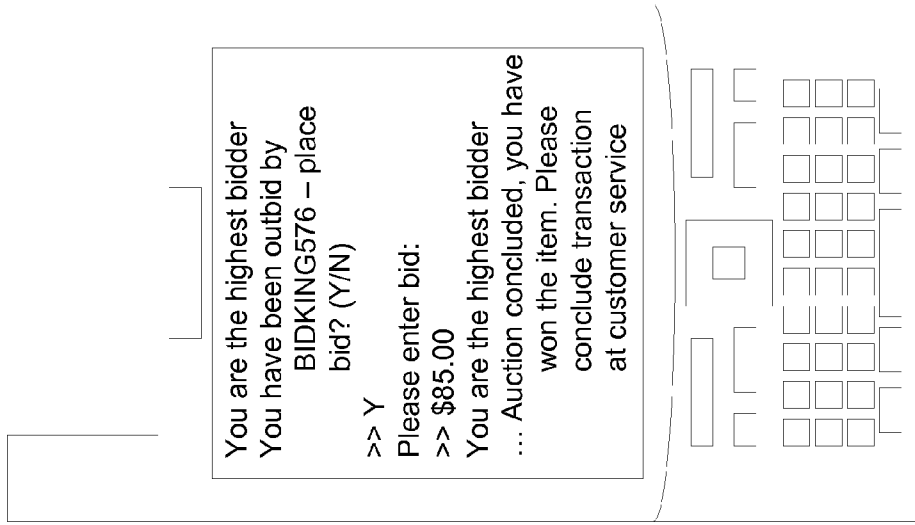 You are the highest bidder
You have been outbid by
BIDKING576 – place
bid? (Y/N)
>> Y
Please enter bid:
>> $85.00
You are the highest bidder
.... Auction concluded, you have
won the item. Please
conclude transaction
at customer service